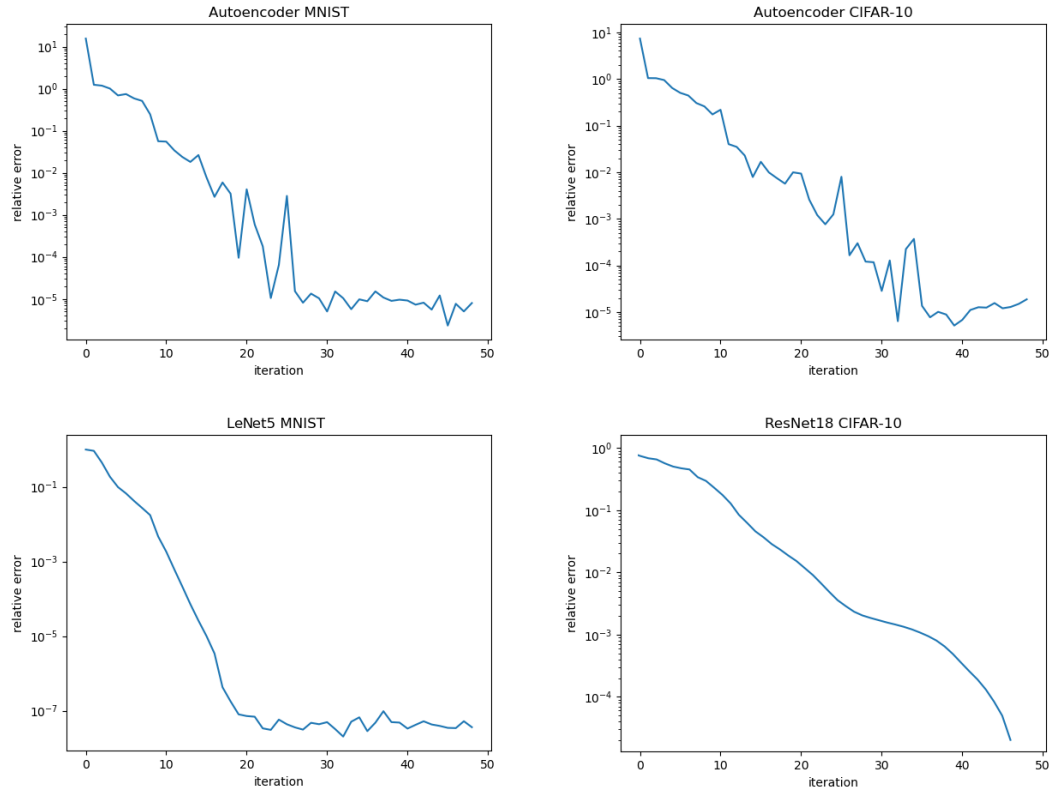 Autoencoder MNIST
10¹
10⁰
10⁻¹
10⁻²
10⁻³
10⁻⁴
10⁻⁵
relative error
0 10 20 30 40 50
iteration
Autoencoder CIFAR-10
10¹
10⁰
10⁻¹
10⁻²
10⁻³
10⁻⁴
10⁻⁵
relative error
0 10 20 30 40 50
iteration
LeNet5 MNIST
10⁻¹
10⁻³
10⁻⁵
10⁻⁷
relative error
0 10 20 30 40 50
iteration
ResNet18 CIFAR-10
10⁰
10⁻¹
10⁻²
10⁻³
10⁻⁴
relative error
0 10 20 30 40 50
iteration